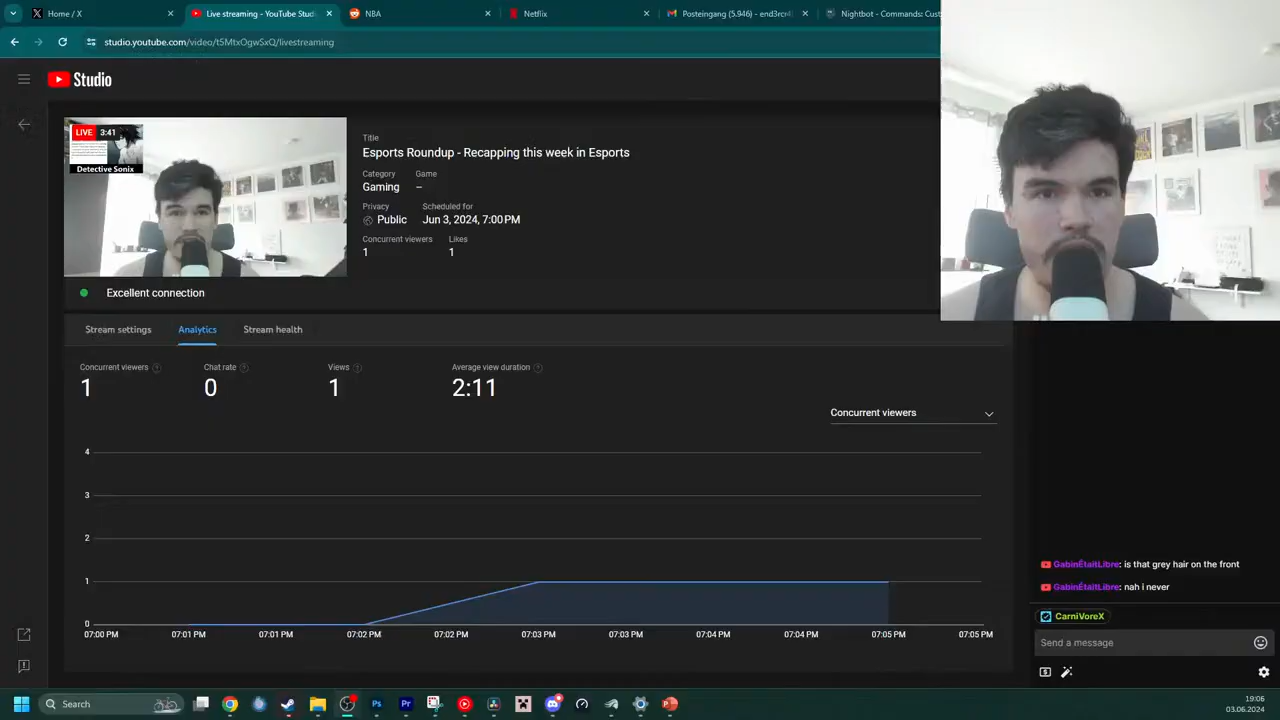 Home / X
Live streaming - YouTube Stud
NBA
Netflix
Posteingang (5.946) - end3rcr4
Nightbot - Commands: Cust
studio.youtube.com/video/t5MtxOgwSxQ/livestreaming
Studio
LIVE 3:41
Detective Sonix
Title
Esports Rodup - Recapping this week in Esports
Category Game
Gaming –
Privacy Scheduled for
Public Jun 3, 2024, 7:00 PM
Concurrent viewers Likes
1 1
Excellent connection
Stream settings Analytics Stream health
Concurrent viewers Chat rate Views Average view duration
1 0 1 2:11
Concurrent viewers
4
3
2
1
0
07:00 PM 07:01 PM 07:01 PM 07:02 PM 07:02 PM 07:03 PM 07:03 PM 07:04 PM 07:04 PM 07:05 PM 07:05 PM
GabinÉtaitLibre: is that grey hair on the front
GabinÉtaitLibre: nah i never
CarniVoreX
Send a message
Search
19:06
03.06.2024